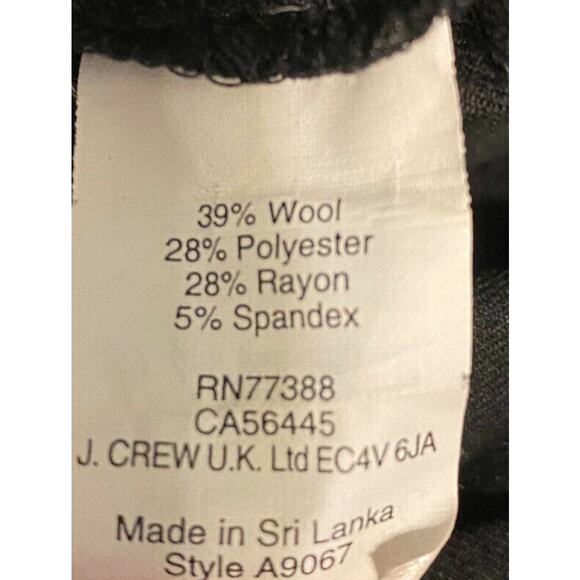 39% Wool
28% Polyester
28% Rayon
5% Spandex
RN77388
CA56445
J. CREW U.K. Ltd EC4V 6JA
Made in Sri Lanka
Style A9067